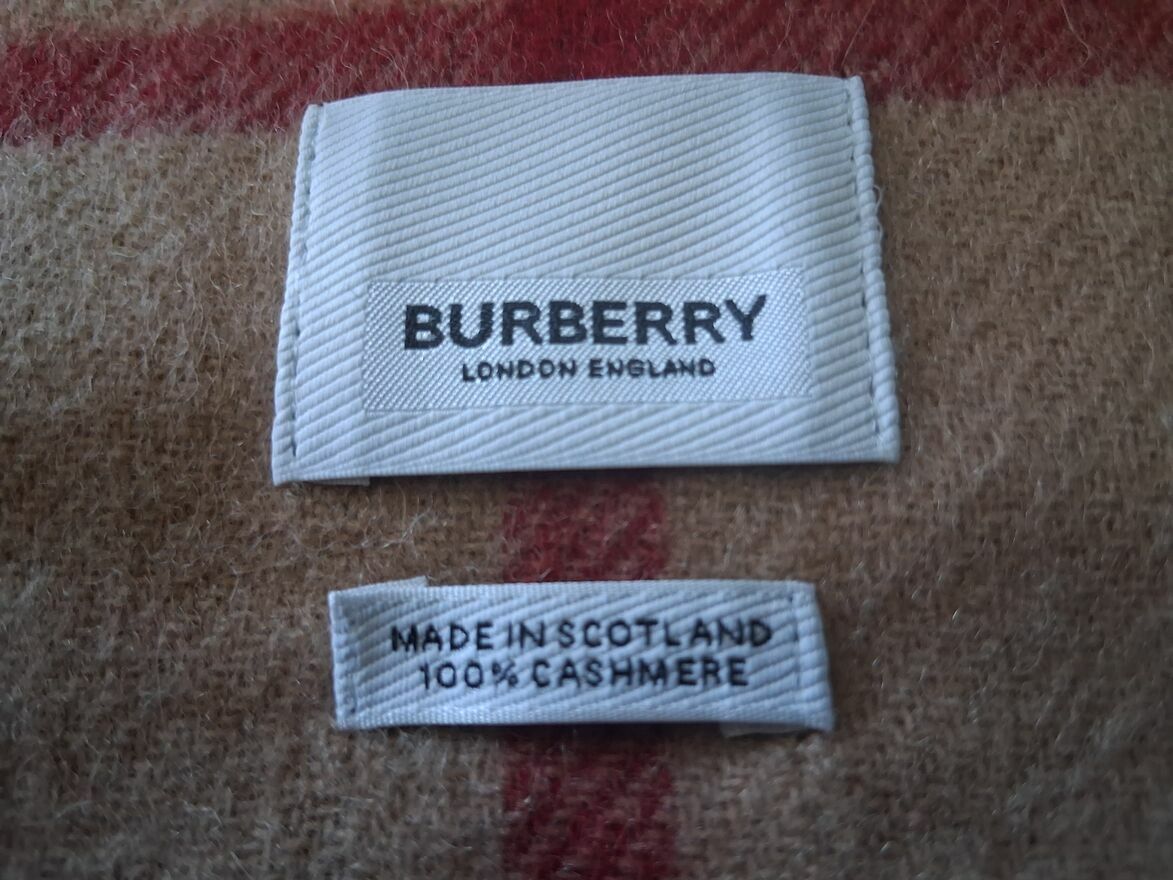 BURBERRY
LONDON ENGLAND
MADE IN SCOTLAND
100% CASHMERE